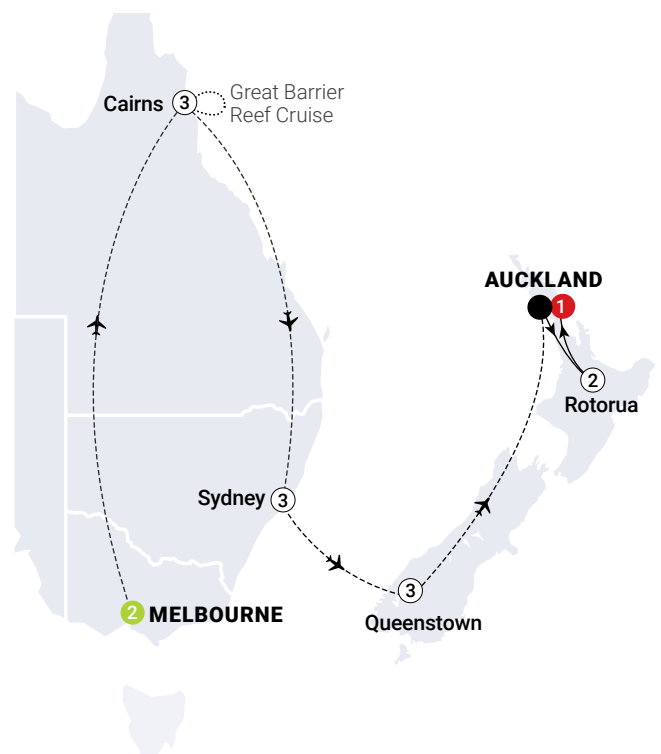 Cairns
3
Great Barrier
Reef Cruise
AUCKLAND
1
2
Rotorua
Sydney
3
3
Queenstown
2
MELBOURNE